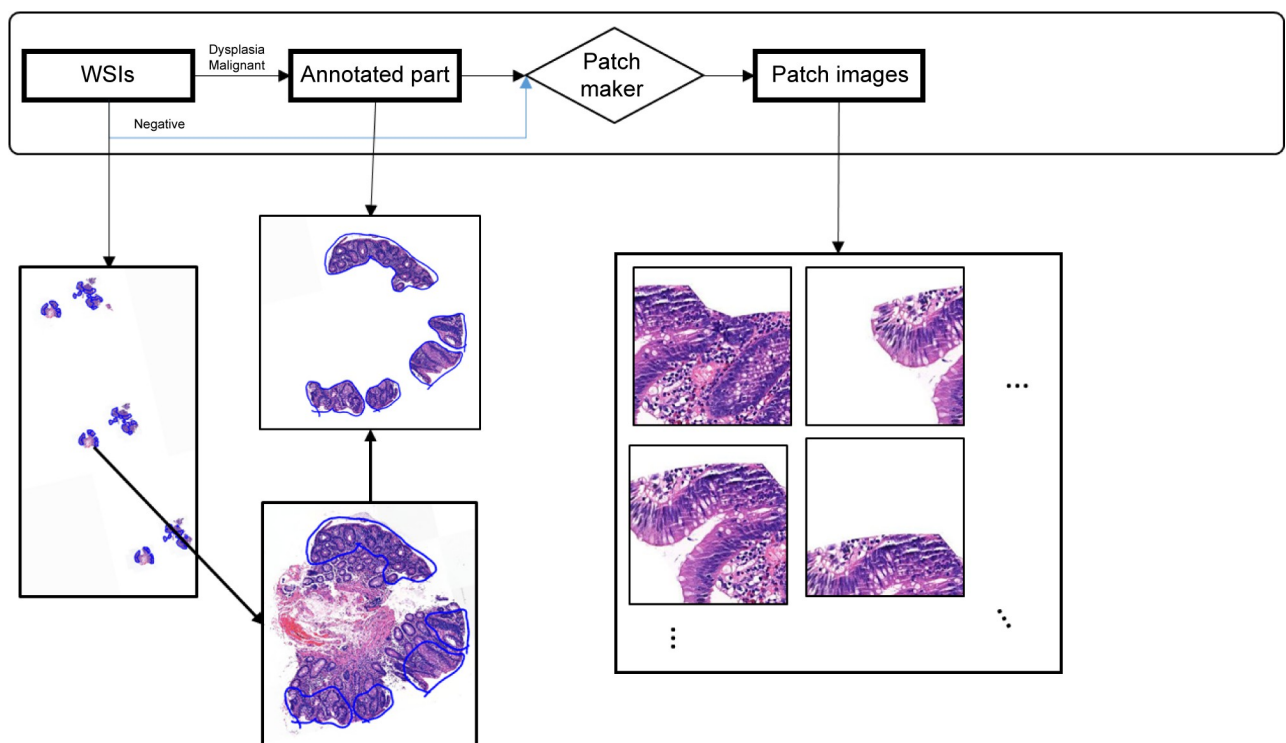 WSIs
Dysplasia
Malignant
Annotated part
Patch
maker
Patch images
Negative
...
...
...